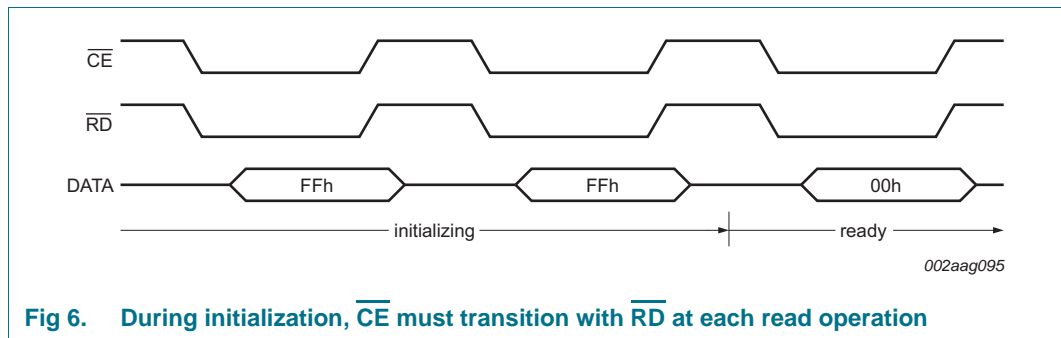 CE
RD
DATA FFh FFh 00h
initializing ready
002aag095
Fig 6. During initialization, CE must transition with RD at each read operation